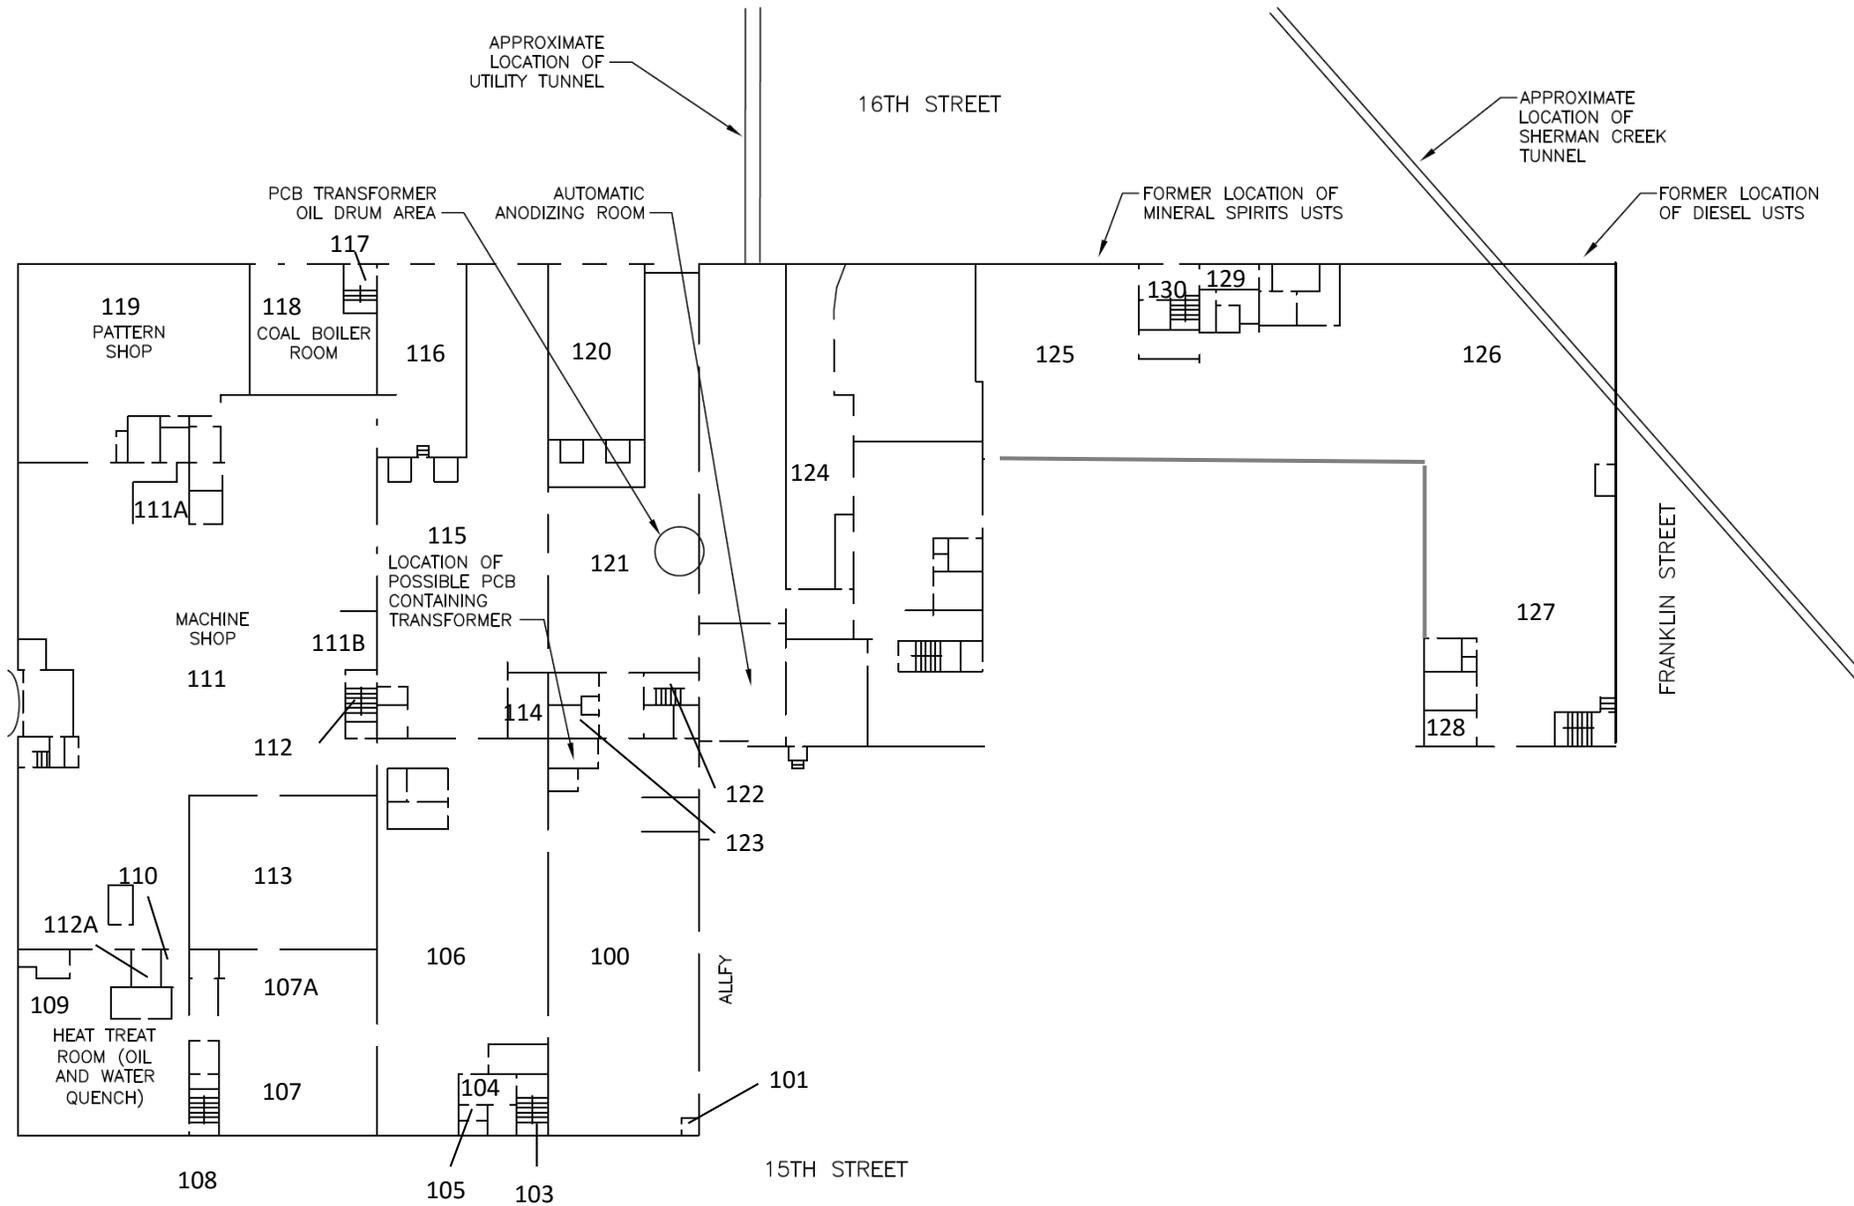 APPROXIMATE
LOCATION OF
UTILITY TUNNEL
16TH STREET
APPROXIMATE
LOCATION OF
SHERMAN CREEK
TUNNEL
PCB TRANSFORMER
OIL DRUM AREA
AUTOMATIC
ANODIZING ROOM
FORMER LOCATION OF
MINERAL SPIRITS USTS
FORMER LOCATION
OF DIESEL USTS
117
119
PATTERN
SHOP
118
COAL BOILER
ROOM
116
120
130
129
125
126
124
111A
115
LOCATION OF
POSSIBLE PCB
CONTAINING
TRANSFORMER
121
FRANKLIN STREET
127
MACHINE
SHOP
111B
111
114
128
112
122
123
113
110
112A
106
100
ALLFY
107A
109
HEAT TREAT
ROOM (OIL
AND WATER
QUENCH)
107
104
101
15TH STREET
108
105
103